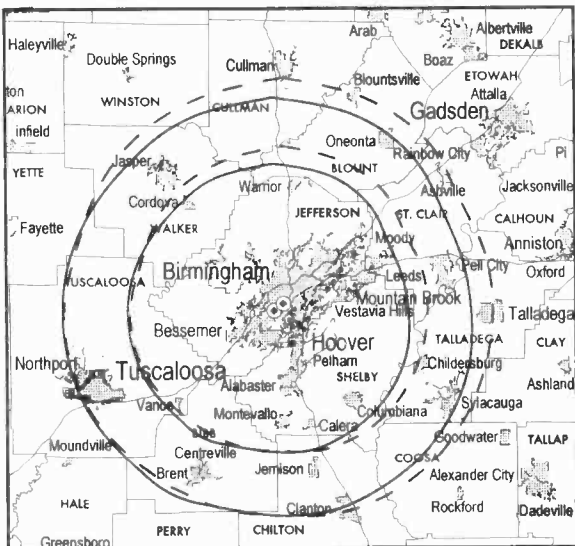 Haleyville
Double Springs
Cullman
Arab
Albertville
DEKALB
Boaz
Blountsville
ETOWAH
Attalla
ton
ARION
infield
WINSTON
CULLMAN
Gadsden
Oneonta
Rainbow City
Pi
YETTE
Jasper
BLOUNT
Cordova
Warrior
Ashville
Jacksonville
Fayette
WALKER
JEFFERSON
ST. CLAIR
CALHOUN
Moody
Anniston
Birmingham
Leeds
Pell City
Oxford
TUSCALOOSA
Mountain Brook
Vestavia Hills
Talladega
Bessemer
Hoover
TALLADEGA
CLAY
Northport
Tuscaloosa
Pelham
Childersburg
Alabaster
SHELBY
Ashland
Vance
Montevallo
Columbiana
Sylacauga
Calera
Moundville
Centreville
Goodwater
TALLAP
Brent
Jemison
COOSA
Alexander City
HALE
Clanton
Rockford
Dadeville
PERRY
CHILTON
Greensboro